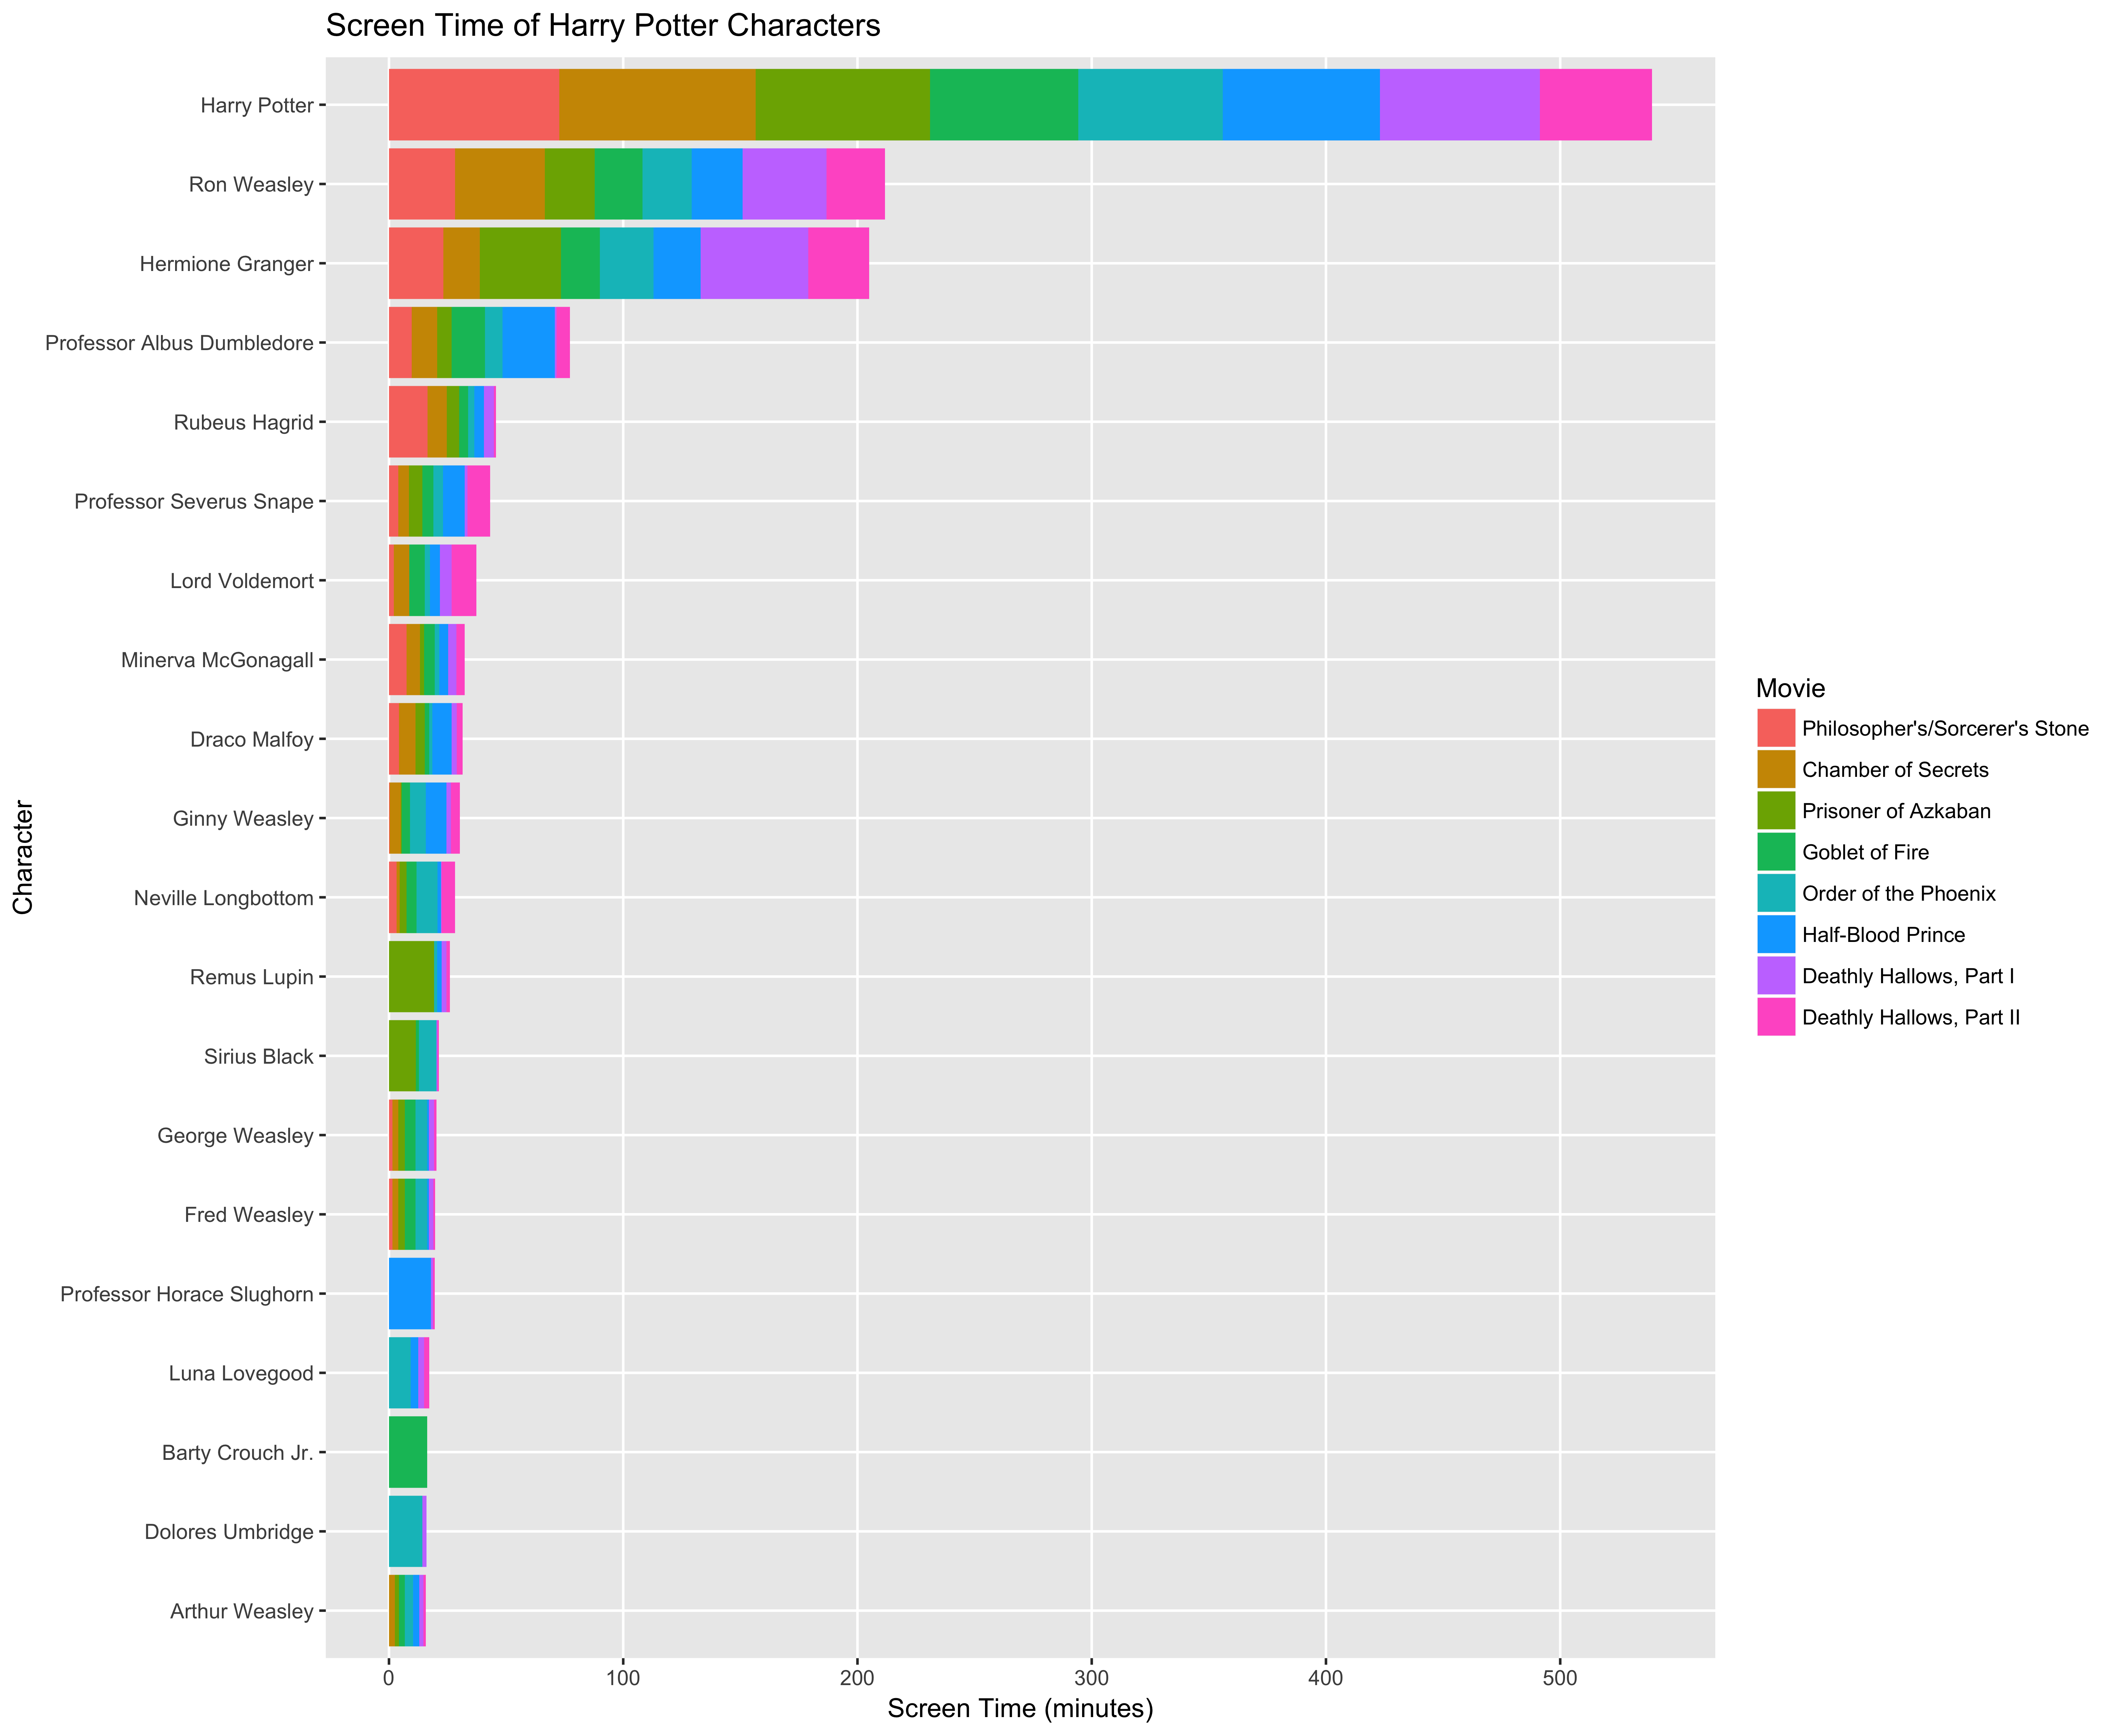 Screen Time of Harry Potter Characters
Harry Potter
Ron Weasley
Hermione Granger
Professor Albus Dumbledore
Rubeus Hagrid
Professor Severus Snape
Lord Voldemort
Minerva McGonagall
Draco Malfoy
Ginny Weasley
Neville Longbottom
Remus Lupin
Sirius Black
George Weasley
Fred Weasley
Professor Horace Slughorn
Luna Lovegood
Barty Crouch Jr.
Dolores Umbridge
Arthur Weasley
Character
0 100 200 300 400 500
Screen Time (minutes)
Movie
Philosopher's/Sorcerer's Stone
Chamber of Secrets
Prisoner of Azkaban
Goblet of Fire
Order of the Phoenix
Half-Blood Prince
Deathly Hallows, Part I
Deathly Hallows, Part II